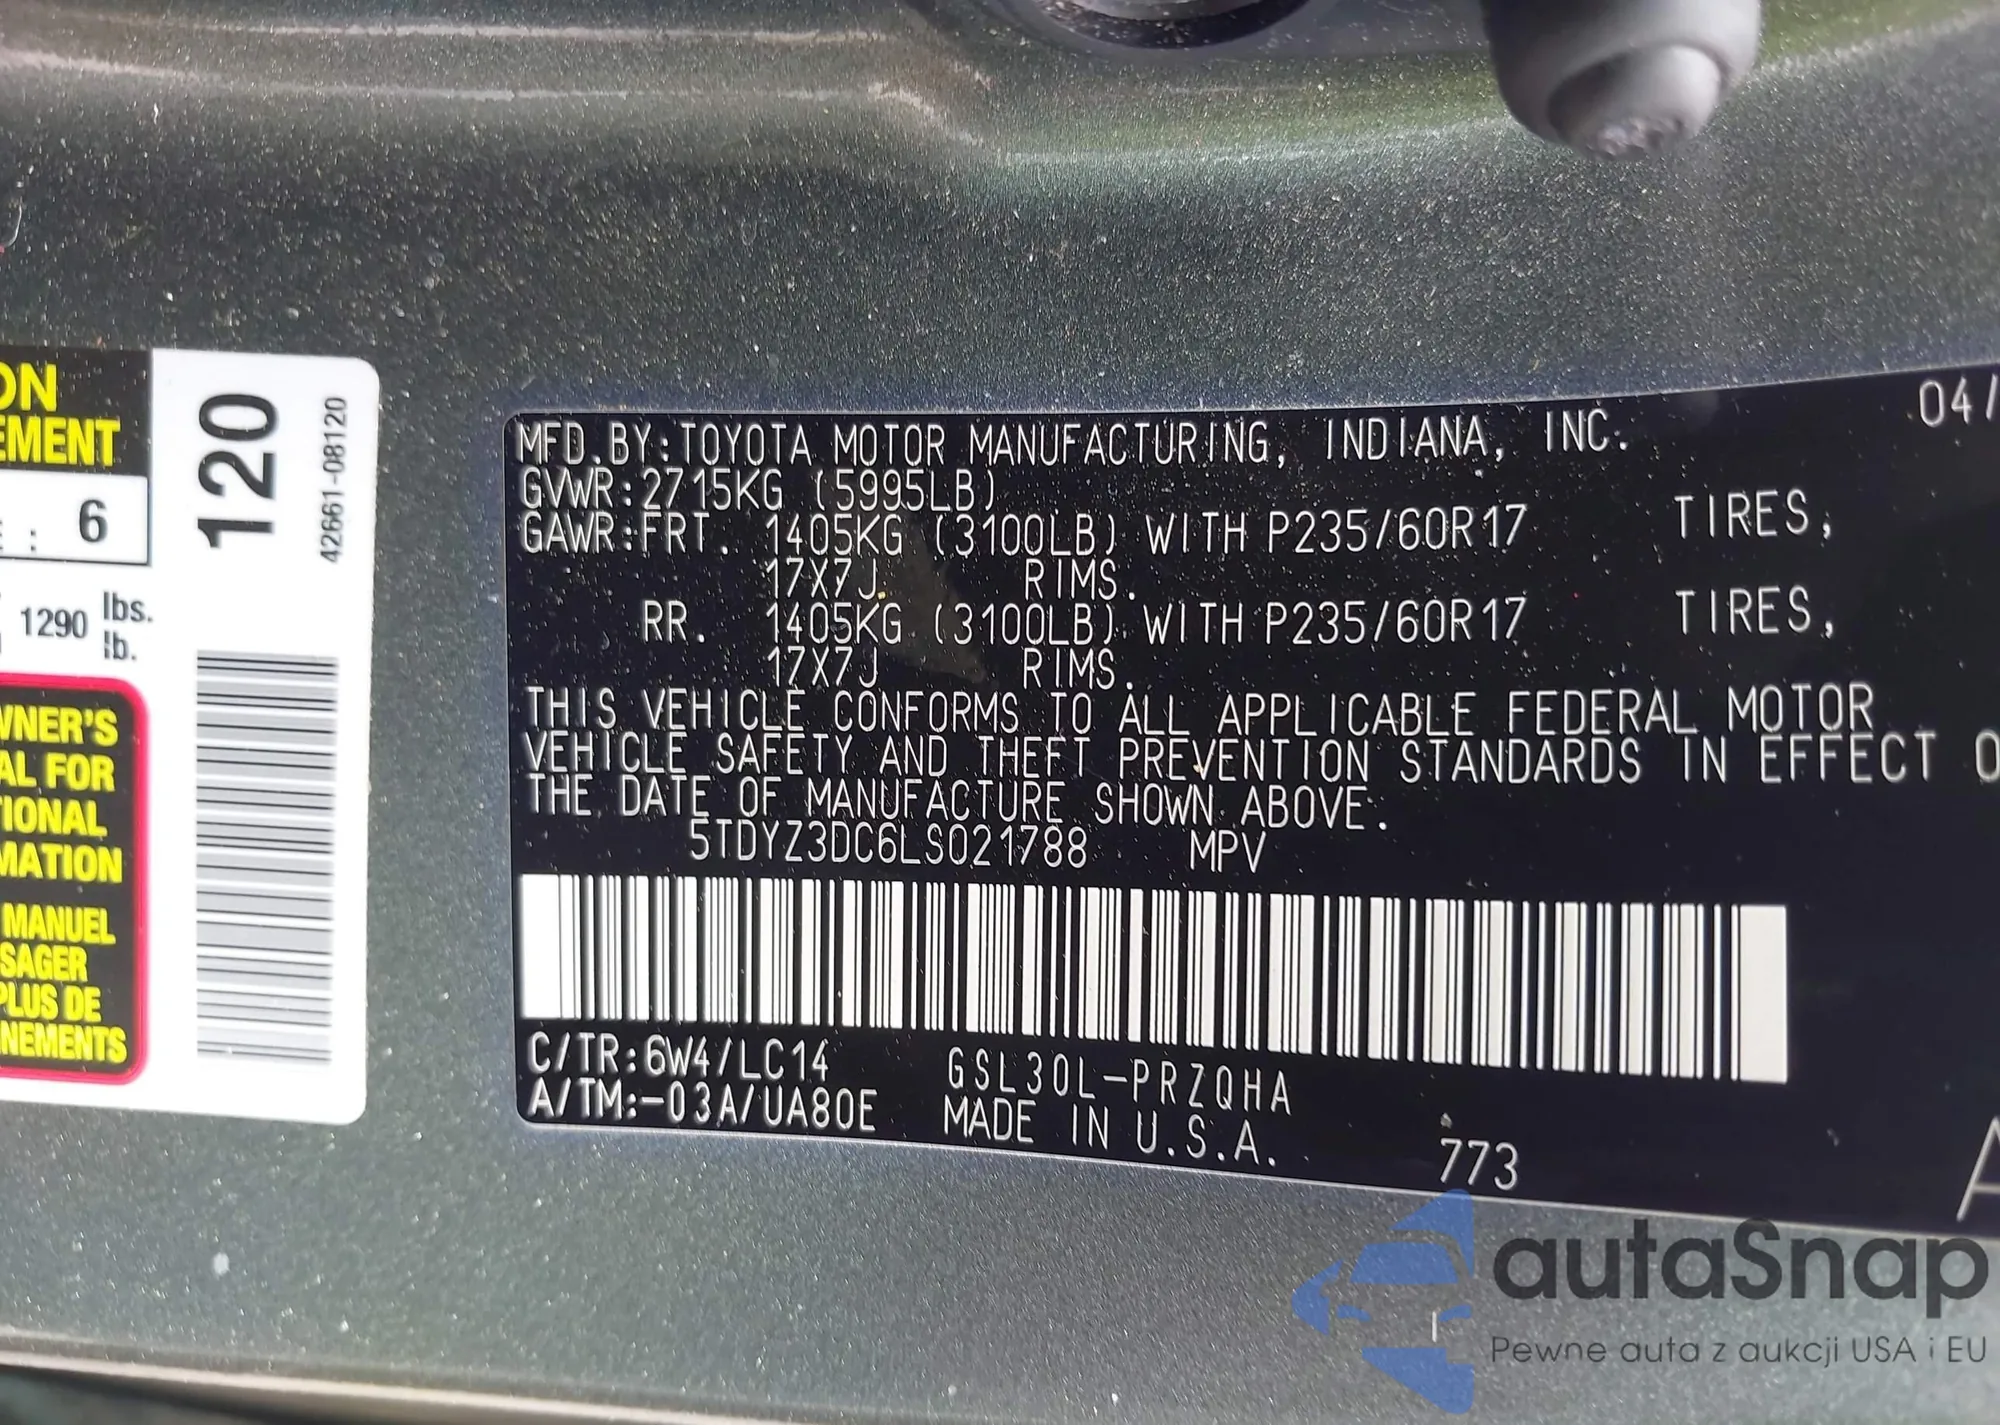 ON
EMENT
E : 6
1290 lbs.
lb.
WNER'S
AL FOR
TIONAL
MATION
MANUEL
SAGER
PLUS DE
NEMENTS
120
42661-08120
04/
MFD.BY:TOYOTA MOTOR MANUFACTURING, INDIANA, INC.
GVWR:2715KG (5995LB)
GAWR:FRT. 1405KG (3100LB) WITH P235/60R17 TIRES,
17X7J RIMS.
RR. 1405KG (3100LB) WITH P235/60R17 TIRES,
17X7J RIMS.
THIS VEHICLE CONFORMS TO ALL APPLICABLE FEDERAL MOTOR
VEHICLE SAFETY AND THEFT PREVENTION STANDARDS IN EFFECT O
THE DATE OF MANUFACTURE SHOWN ABOVE.
5TDYZ3DC6LS021788 MPV
C/TR:6W4/LC14 GSL30L-PRZQHA
A/TM:-03A/UA80E MADE IN U.S.A.
773
A
autaSnap
Pewne auta z aukcji USA i EU